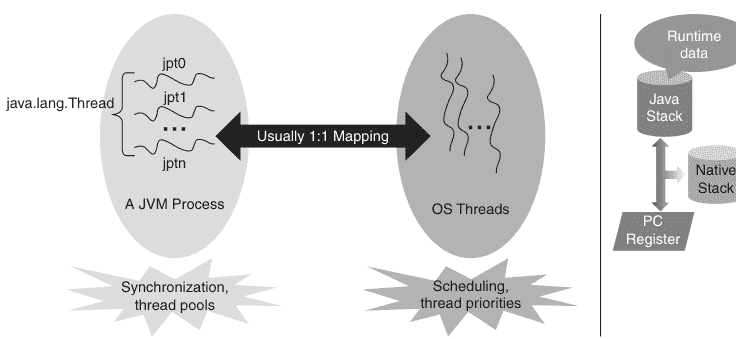 jpt0
java.lang.Thread
jpt1
...
jptn
A JVM Process
Usually 1:1 Mapping
...
OS Threads
Synchronization,
thread pools
Scheduling,
thread priorities
Runtime
data
Java
Stack
Native
Stack
PC
Register